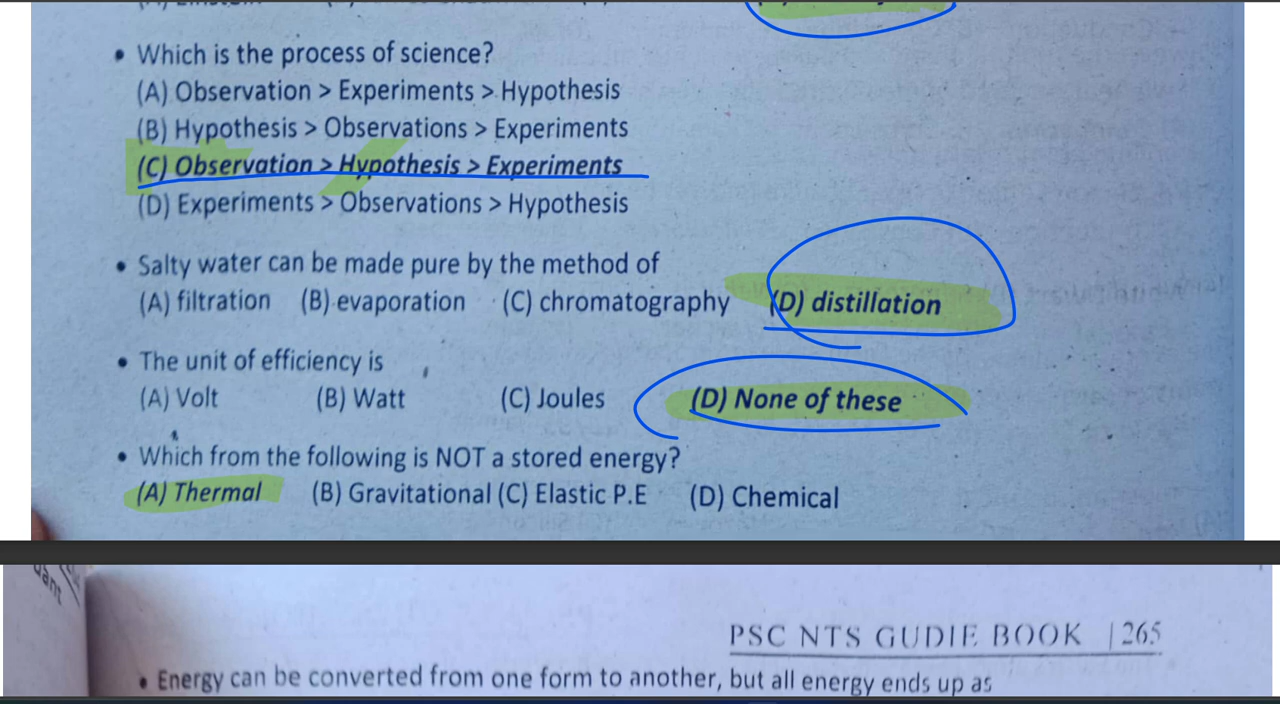 • Which is the process of science?
(A) Observation > Experiments > Hypothesis
(B) Hypothesis > Observations > Experiments
(C) Observation > Hypothesis > Experiments
(D) Experiments > Observations > Hypothesis
• Salty water can be made pure by the method of
(A) filtration (B) evaporation (C) chromatography (D) distillation
• The unit of efficiency is
(A) Volt (B) Watt (C) Joules (D) None of these
• Which from the following is NOT a stored energy?
(A) Thermal (B) Gravitational (C) Elastic P.E (D) Chemical
PSC NTS GUDIE BOOK | 265
• Energy can be converted from one form to another, but all energy ends up as